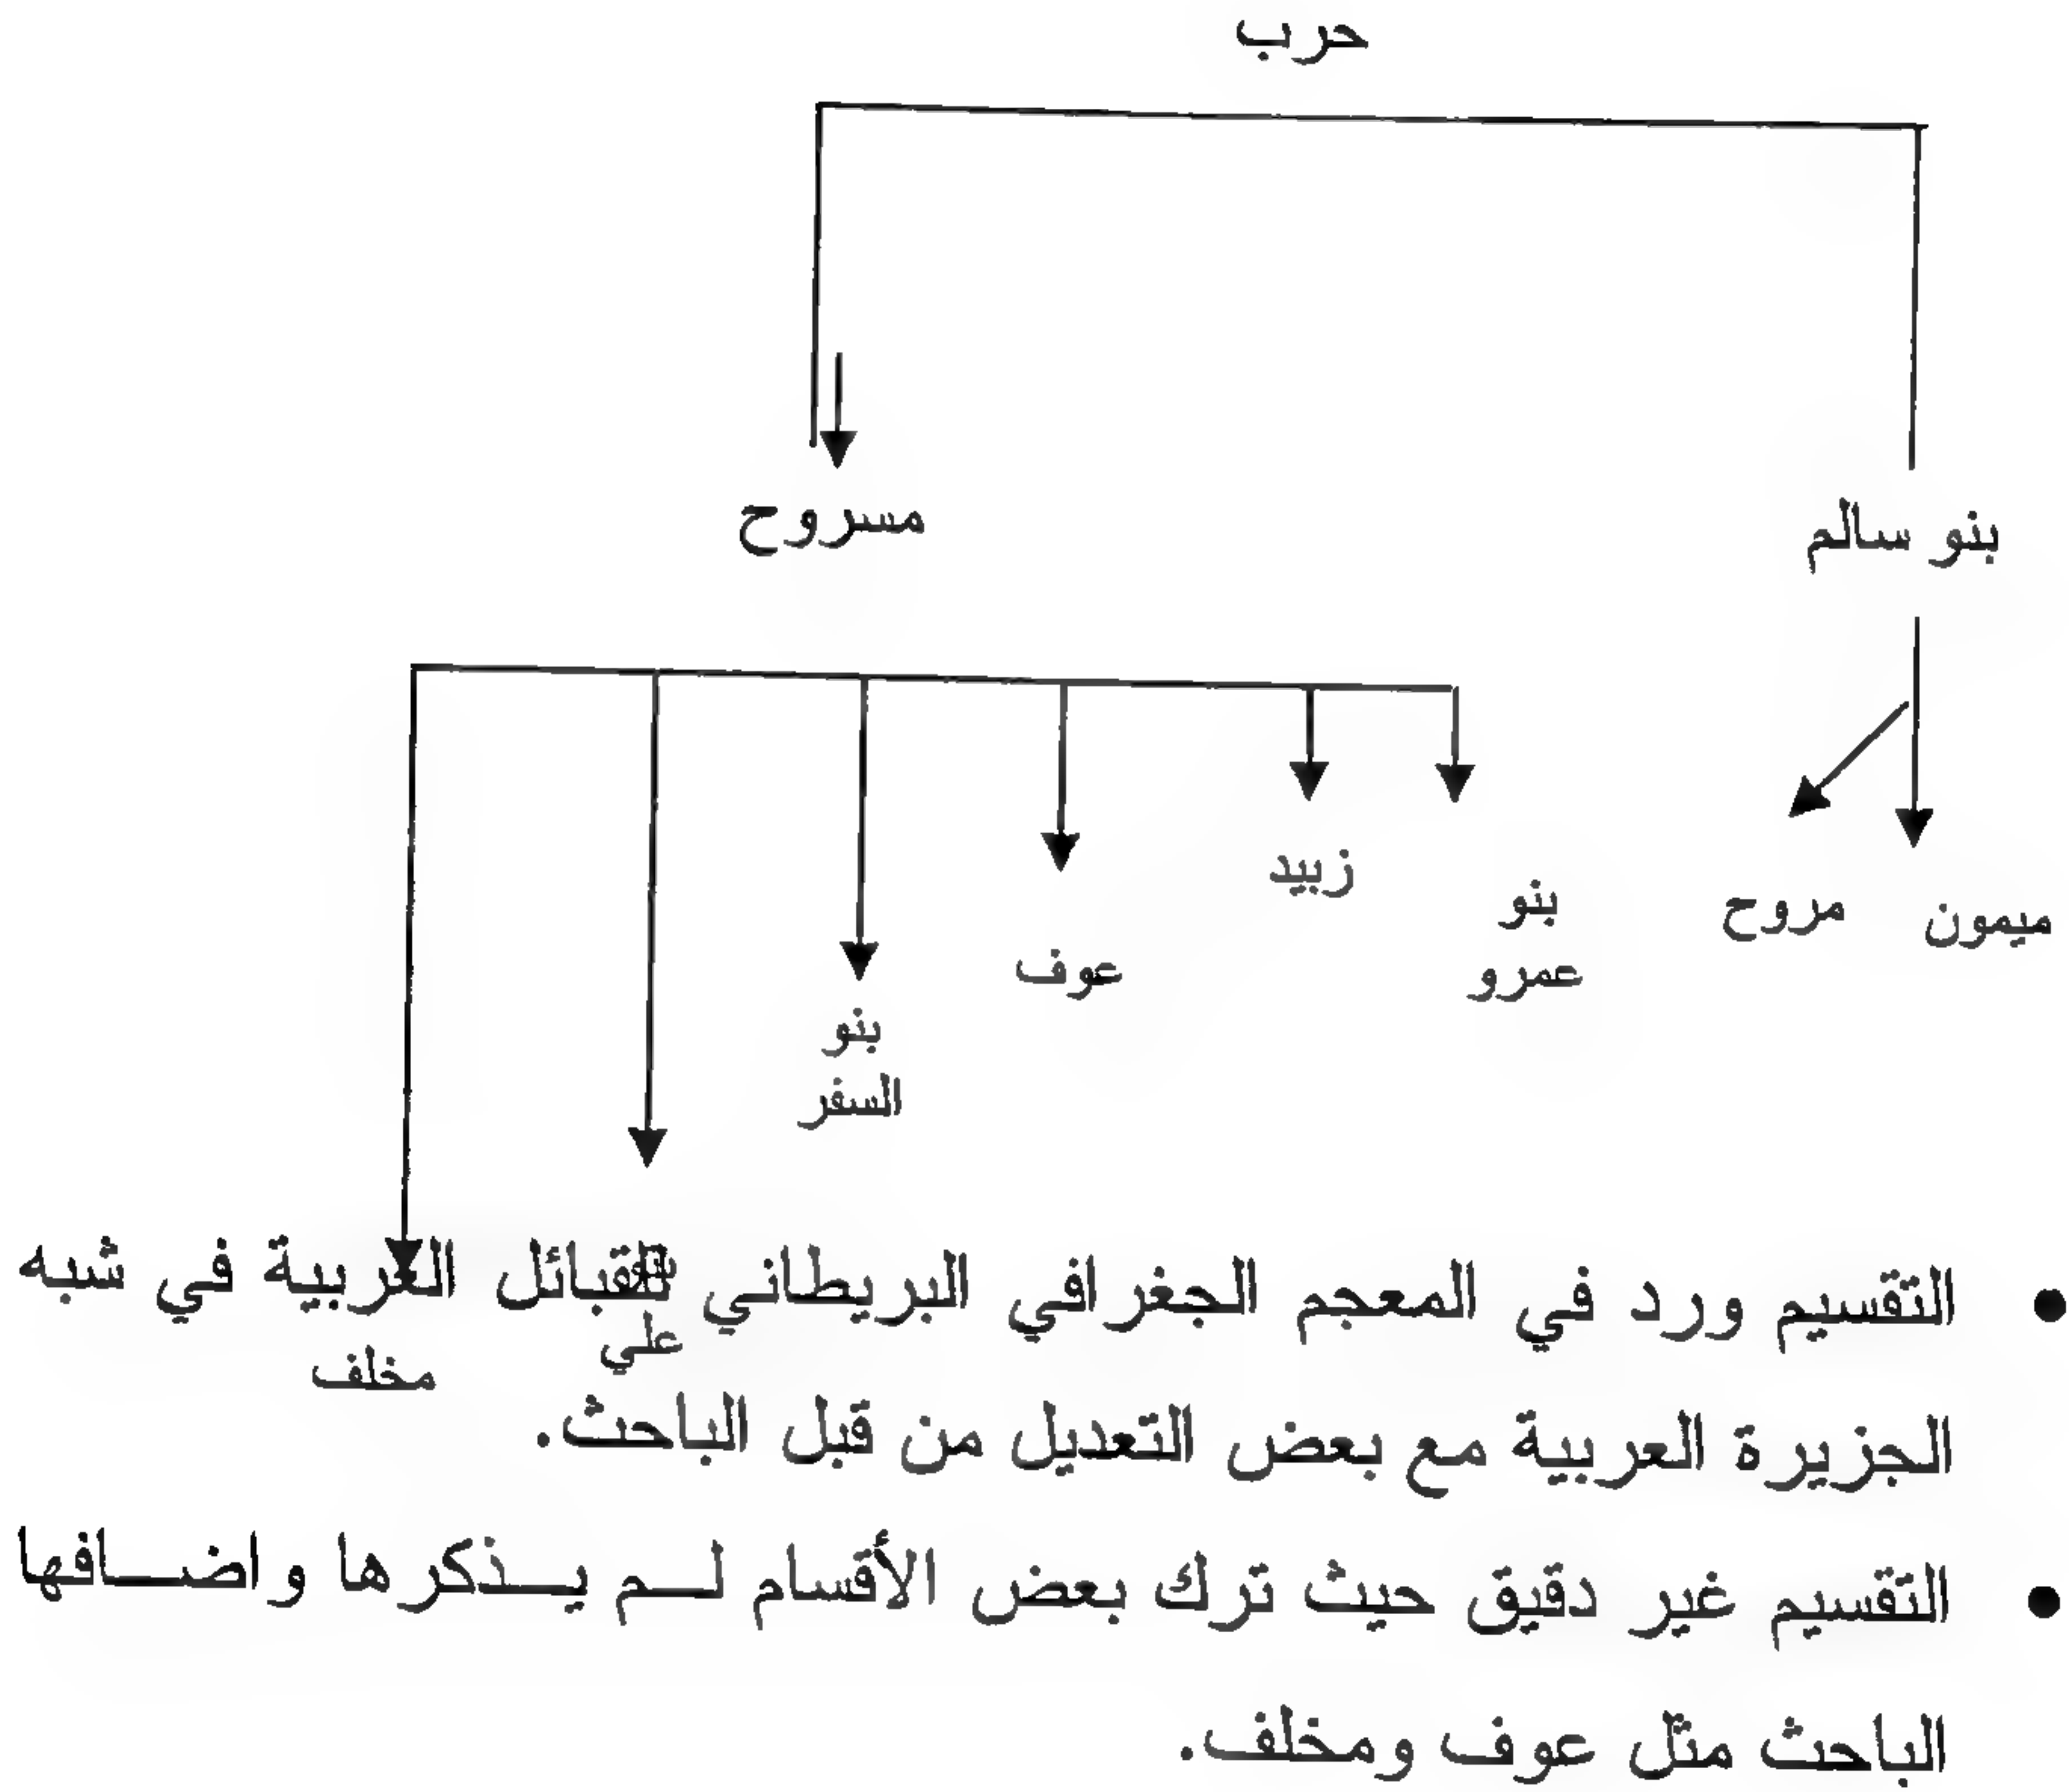 حرب
بنو سالم
مسروح
ميمون
مروح
بنو
عمرو
زبيد
عوف
بنو
السفر
علي
مخلف
• التقسيم ورد في المعجم الجغرافي البريطاني للقبائل العربية في شبه
الجزيرة العربية مع بعض التعديل من قبل الباحث.
• التقسيم غير دقيق حيث ترك بعض الأقسام لم يذكرها واضافها
الباحث مثل عوف ومخلف.